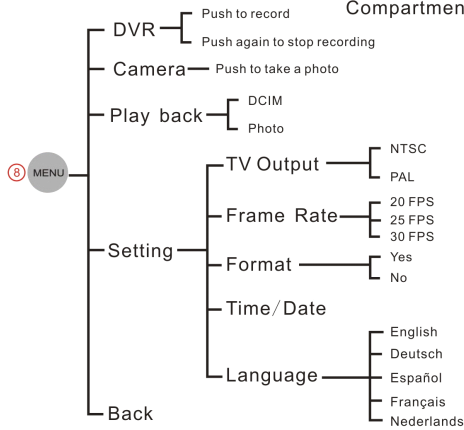 Compartmen
DVR
Push to record
Push again to stop recording
Camera
Push to take a photo
Play back
DCIM
Photo
8 MENU
Setting
TV Output
NTSC
PAL
Frame Rate
20 FPS
25 FPS
30 FPS
Format
Yes
No
Time/Date
Language
English
Deutsch
Español
Français
Nederlands
Back